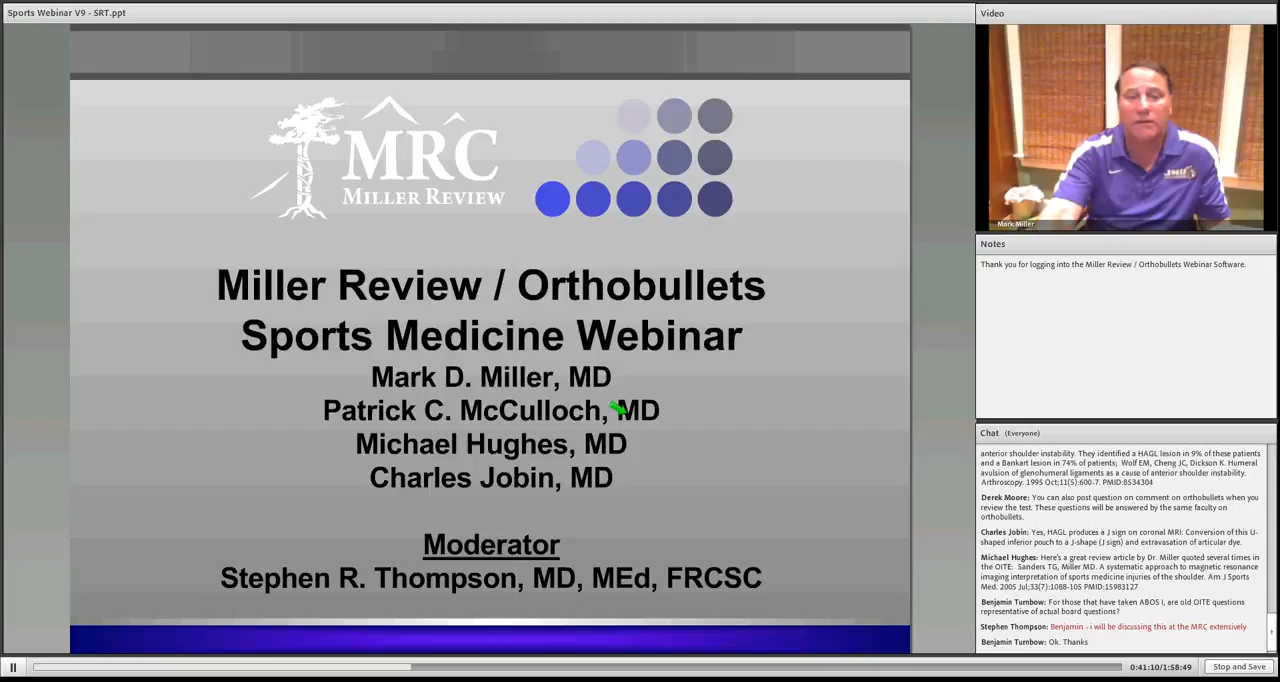 Sports Webinar V9 - SRT.ppt
MRC
MILLER REVIEW
Miller Review / Orthobullets
Sports Medicine Webinar
Mark D. Miller, MD
Patrick C. McCulloch, MD
Michael Hughes, MD
Charles Jobin, MD
Moderator
Stephen R. Thompson, MD, MEd, FRCSC
Video
Mark Miller
Notes
Thank you for logging into the Miller Review / Orthobullets Webinar Software.
Chat (Everyone)
anterior shoulder instability. They identified a HAGL lesion in 9% of these patients
and a Bankart lesion in 74% of patients; Wolf EM, Cheng JC, Dickson K. Humeral
avulsion of glenohumeral ligaments as a cause of anterior shoulder instability.
Arthroscopy. 1995 Oct;11(5):600-7. PMID:8534304
Derek Moore: You can also post question on comment on orthobullets when you
review the test. These questions will be answered by the same faculty on
orthobullets.
Charles Jobin: Yes, HAGL produces a J sign on coronal MRI: Conversion of this U-
shaped inferior pouch to a J-shape (J sign) and extravasation of articular dye.
Michael Hughes: Here's a great review article by Dr. Miller quoted several times in
the OITE: Sanders TG, Miller MD. A systematic approach to magnetic resonance
imaging interpretation of sports medicine injuries of the shoulder. Am J Sports
Med. 2005 Jul;33(7):1088-105 PMID:15983127
Benjamin Turnbow: For those that have taken ABOS I, are old OITE questions
representative of actual board questions?
Stephen Thompson: Benjamin - i will be discussing this at the MRC extensively
Benjamin Turnbow: Ok. Thanks
0:41:10/1:58:49
Stop and Save